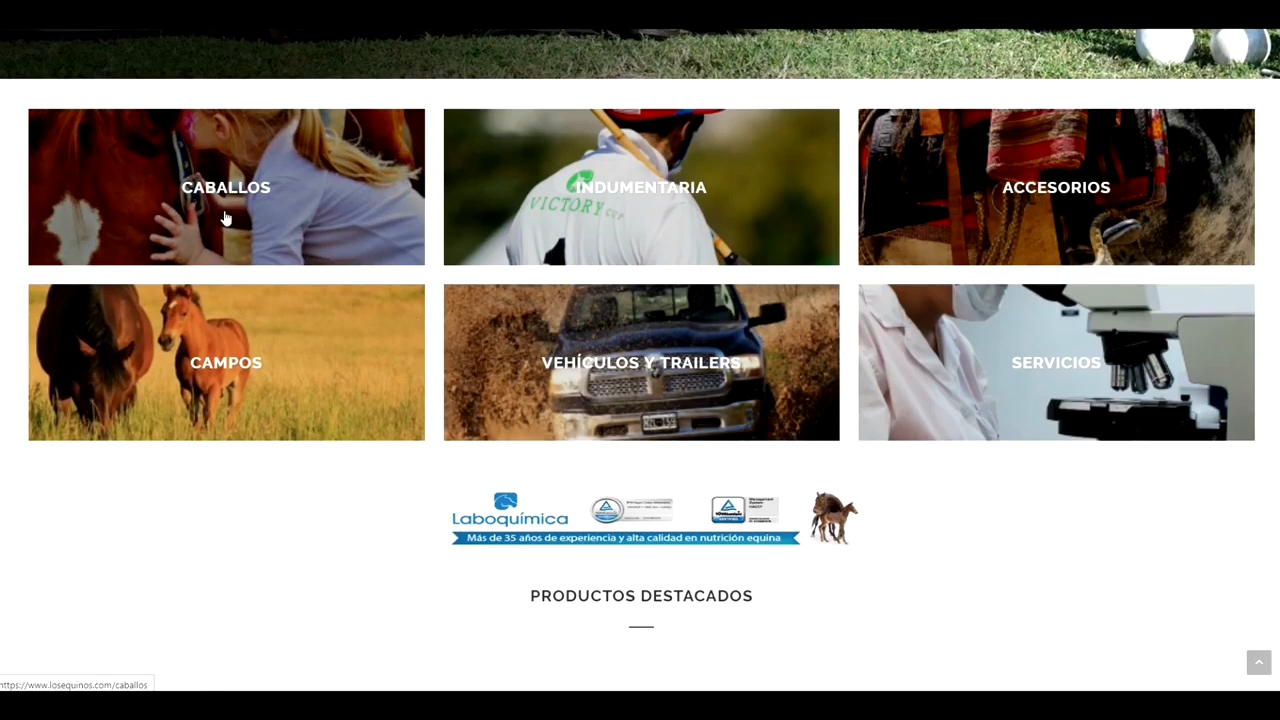 CABALLOS
INDUMENTARIA
VICTORY CUP
ACCESORIOS
CAMPOS
VEHÍCULOS Y TRAILERS
SERVICIOS
Laboquímica
Más de 35 años de experiencia y alta calidad en nutrición equina
PRODUCTOS DESTACADOS
https://www.losequinos.com/caballos